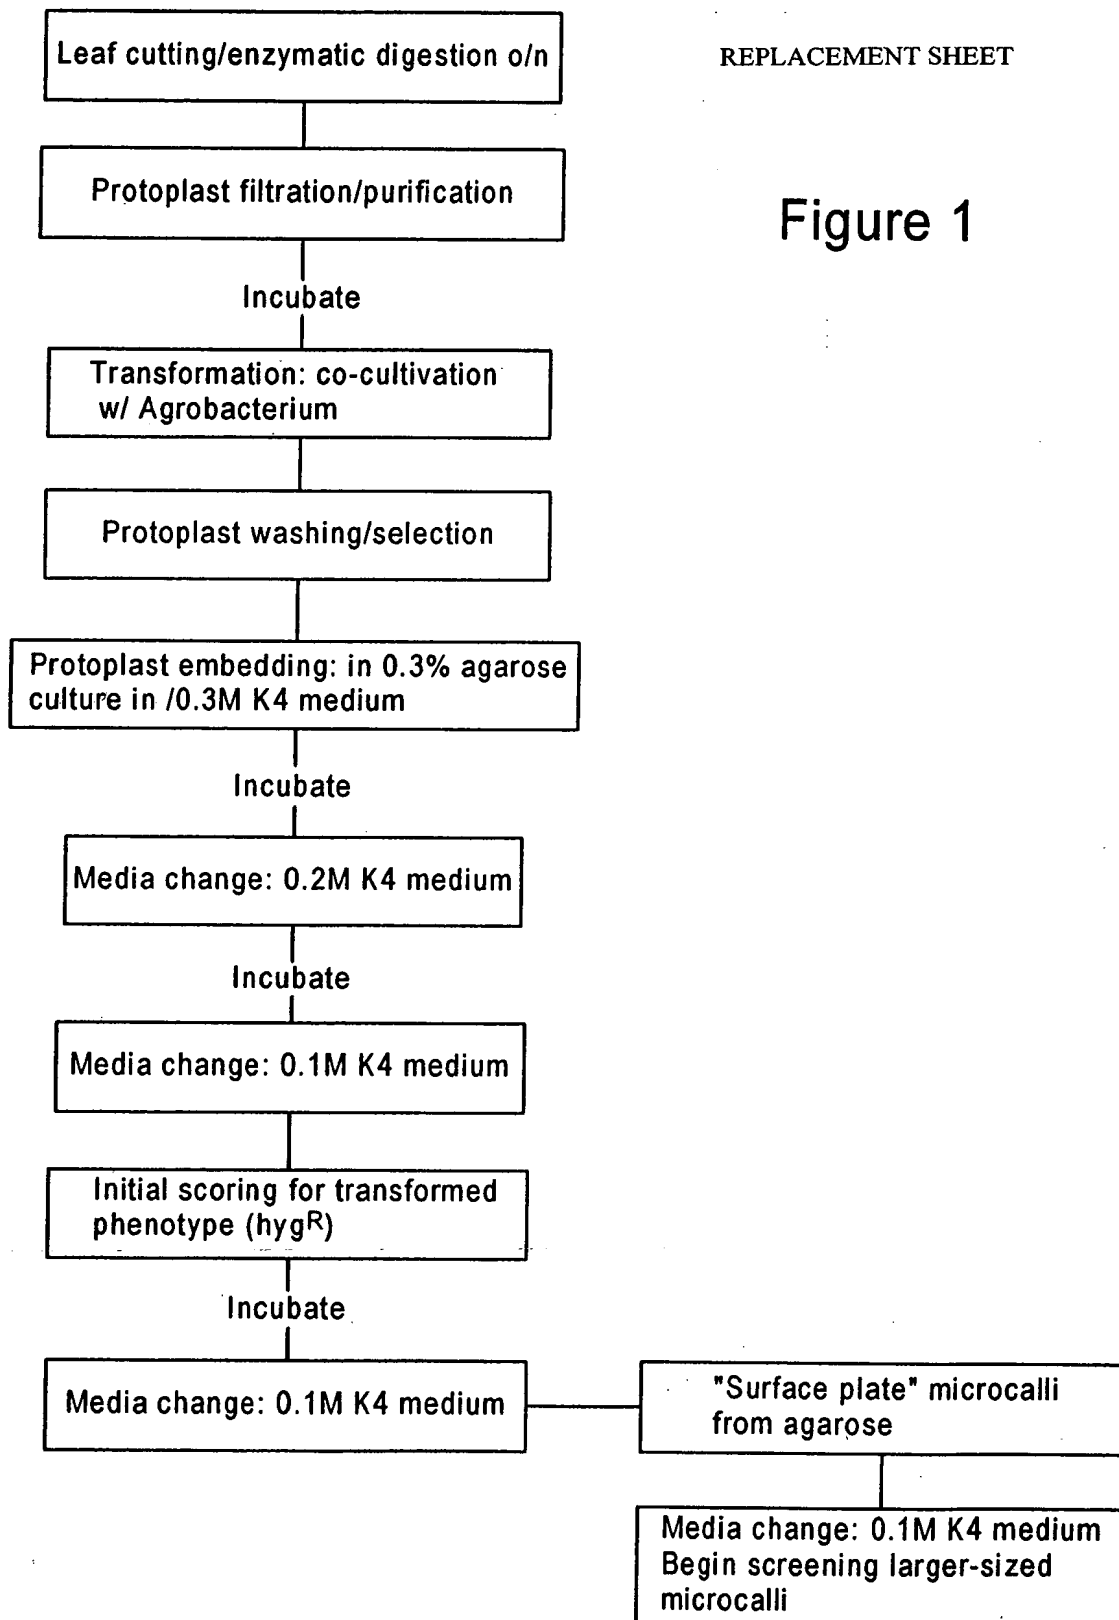 Leaf cutting/enzymatic digestion o/n
REPLACEMENT SHEET
Protoplast filtration/purification
Figure 1
Incubate
Transformation: co-cultivation
w/ Agrobacterium
Protoplast washing/selection
Protoplast embedding: in 0.3% agarose
culture in /0.3M K4 medium
Incubate
Media change: 0.2M K4 medium
Incubate
Media change: 0.1M K4 medium
Initial scoring for transformed
phenotype (hygR)
Incubate
Media change: 0.1M K4 medium
"Surface plate" microcalli
from agarose
Media change: 0.1M K4 medium
Begin screening larger-sized
microcalli